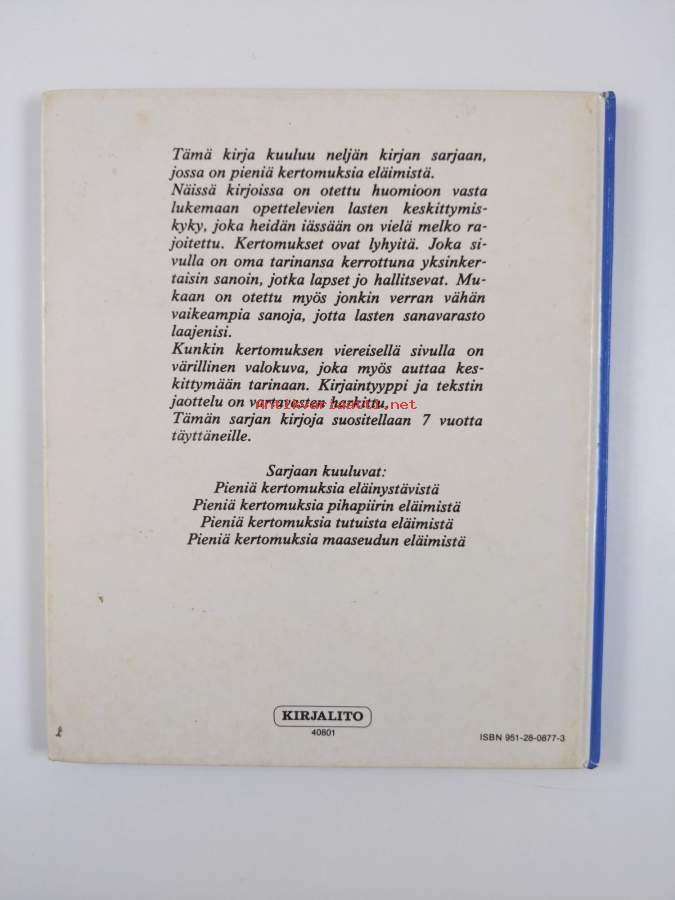 Tämä kirja kuuluu neljän kirjan sarjaan,
jossa on pieniä kertomuksia eläimistä.
Näissä kirjoissa on otettu huomioon vasta
lukemaan opettelevien lasten keskittymis-
kyky, joka heidän iässään on vielä melko ra-
joitettu. Kertomukset ovat lyhyitä. Joka si-
vulla on oma tarinansa kerrottuna yksinker-
taisin sanoin, jotka lapset jo hallitsevat. Mu-
kaan on otettu myös jonkin verran vähän
vaikeampia sanoja, jotta lasten sanavarasto
laajenisi.
Kunkin kertomuksen viereisellä sivulla on
värillinen valokuva, joka myös auttaa kes-
kittymään tarinaan. Kirjaintyyppi ja tekstin
jaottelu on vartavasten harkittu.
Antikvariaatti.net
Tämän sarjan kirjoja suositellaan 7 vuotta
täyttäneille.
Sarjaan kuuluvat:
Pieniä kertomuksia eläinystävistä
Pieniä kertomuksia pihapiirin eläimistä
Pieniä kertomuksia tutuista eläimistä
Pieniä kertomuksia maaseudun eläimistä
KIRJALITO
40801
ISBN 951-28-0877-3